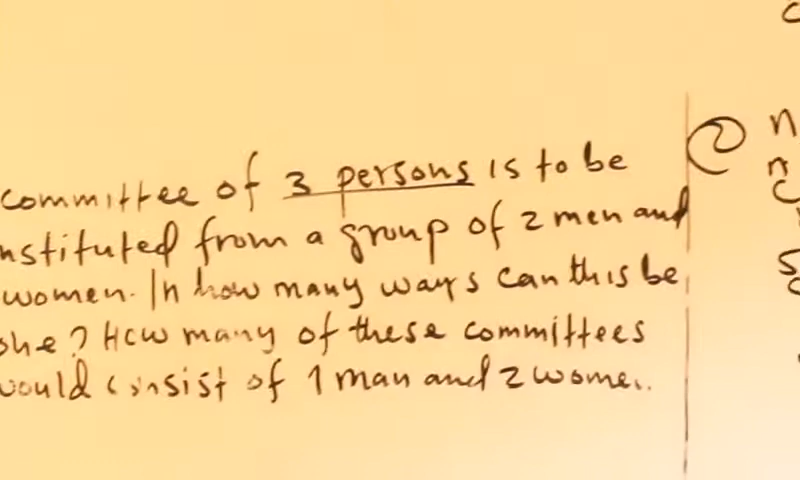 committee of 3 persons is to be
nstituted from a group of 2 men and
women. In how many ways can this be
one? How many of these committees
would consist of 1 man and 2 women.